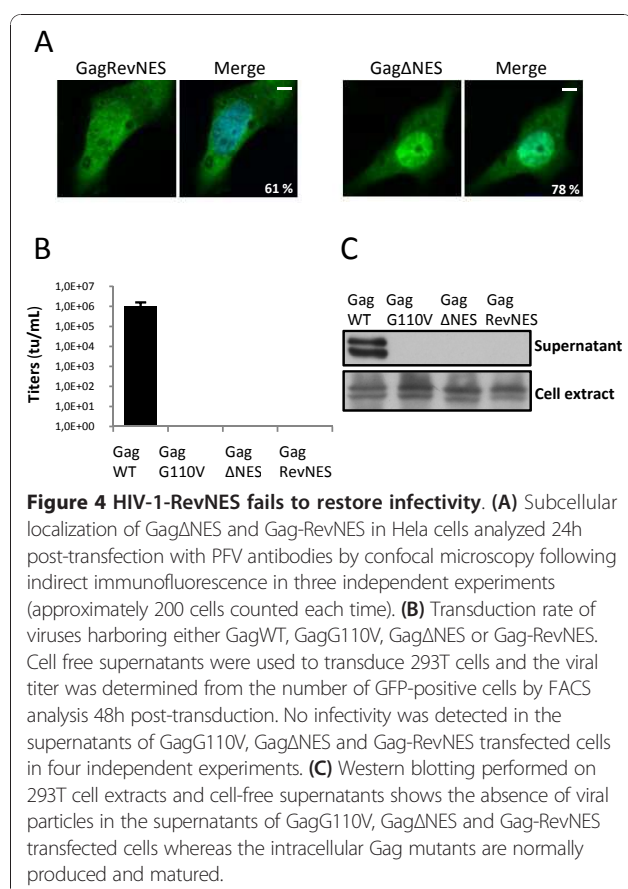 A
GagRevNES Merge GagΔNES Merge
61 % 78 %
B
C
1,0E+07
1,0E+06
1,0E+05
1,0E+04
1,0E+03
1,0E+02
1,0E+01
1,0E+00
Titers (tu/mL)
Gag WT Gag G110V Gag ΔNES Gag RevNES
Gag WT Gag G110V Gag ΔNES Gag RevNES
Supernatant
Cell extract
Figure 4 HIV-1-RevNES fails to restore infectivity. (A) Subcellular
localization of GagΔNES and Gag-RevNES in Hela cells analyzed 24h
post-transfection with PFV antibodies by confocal microscopy following
indirect immunofluorescence in three independent experiments
(approximately 200 cells counted each time). (B) Transduction rate of
viruses harboring either GagWT, GagG110V, GagΔNES or Gag-RevNES.
Cell free supernatants were used to transduce 293T cells and the viral
titer was determined from the number of GFP-positive cells by FACS
analysis 48h post-transduction. No infectivity was detected in the
supernatants of GagG110V, GagΔNES and Gag-RevNES transfected cells
in four independent experiments. (C) Western blotting performed on
293T cell extracts and cell-free supernatants shows the absence of viral
particles in the supernatants of GagG110V, GagΔNES and Gag-RevNES
transfected cells whereas the intracellular Gag mutants are normally
produced and matured.